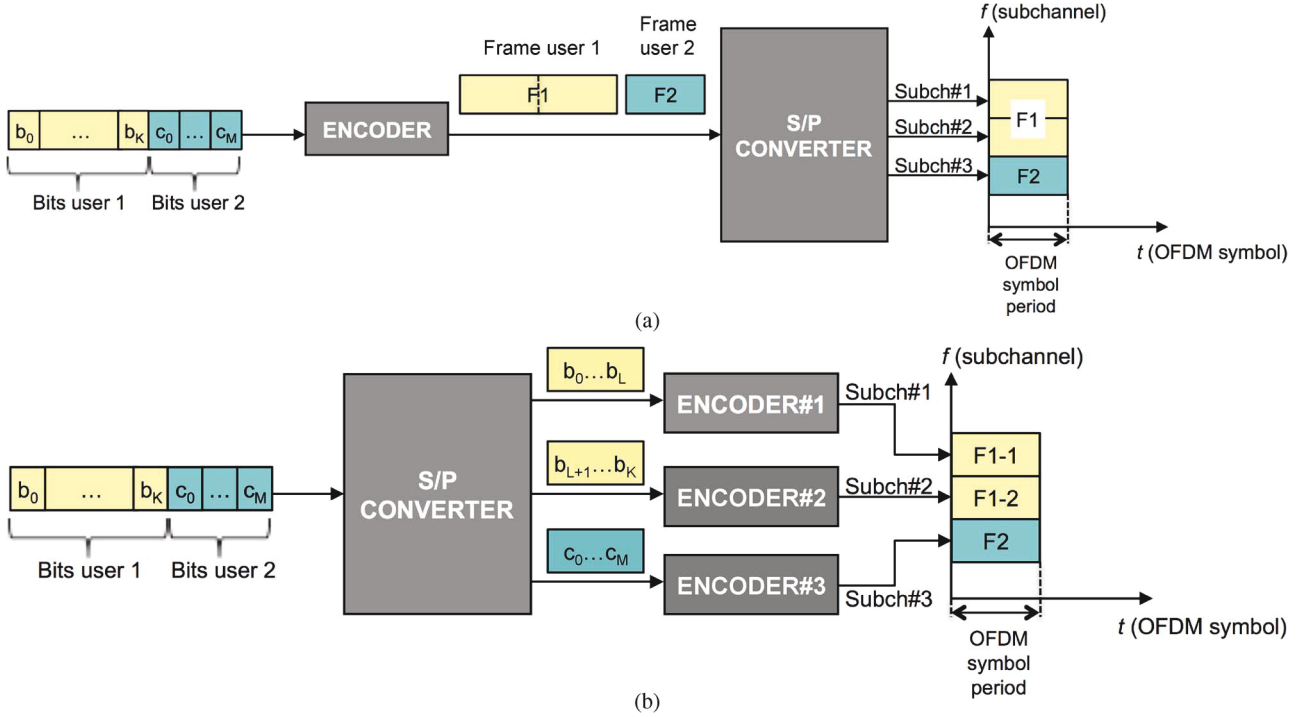 f (subchannel)
Frame user 1
Frame
user 2
F1
F2
b0 ... bK c0 ... cM
ENCODER
S/P
CONVERTER
Subch#1
Subch#2
Subch#3
F1
F2
Bits user 1
Bits user 2
t (OFDM symbol)
OFDM
symbol
period
(a)
f (subchannel)
b0...bL
ENCODER#1
Subch#1
F1-1
b0 ... bK c0 ... cM
S/P
CONVERTER
bL+1...bK
ENCODER#2
Subch#2
F1-2
Bits user 1
Bits user 2
c0...cM
ENCODER#3
Subch#3
F2
t (OFDM symbol)
OFDM
symbol
period
(b)